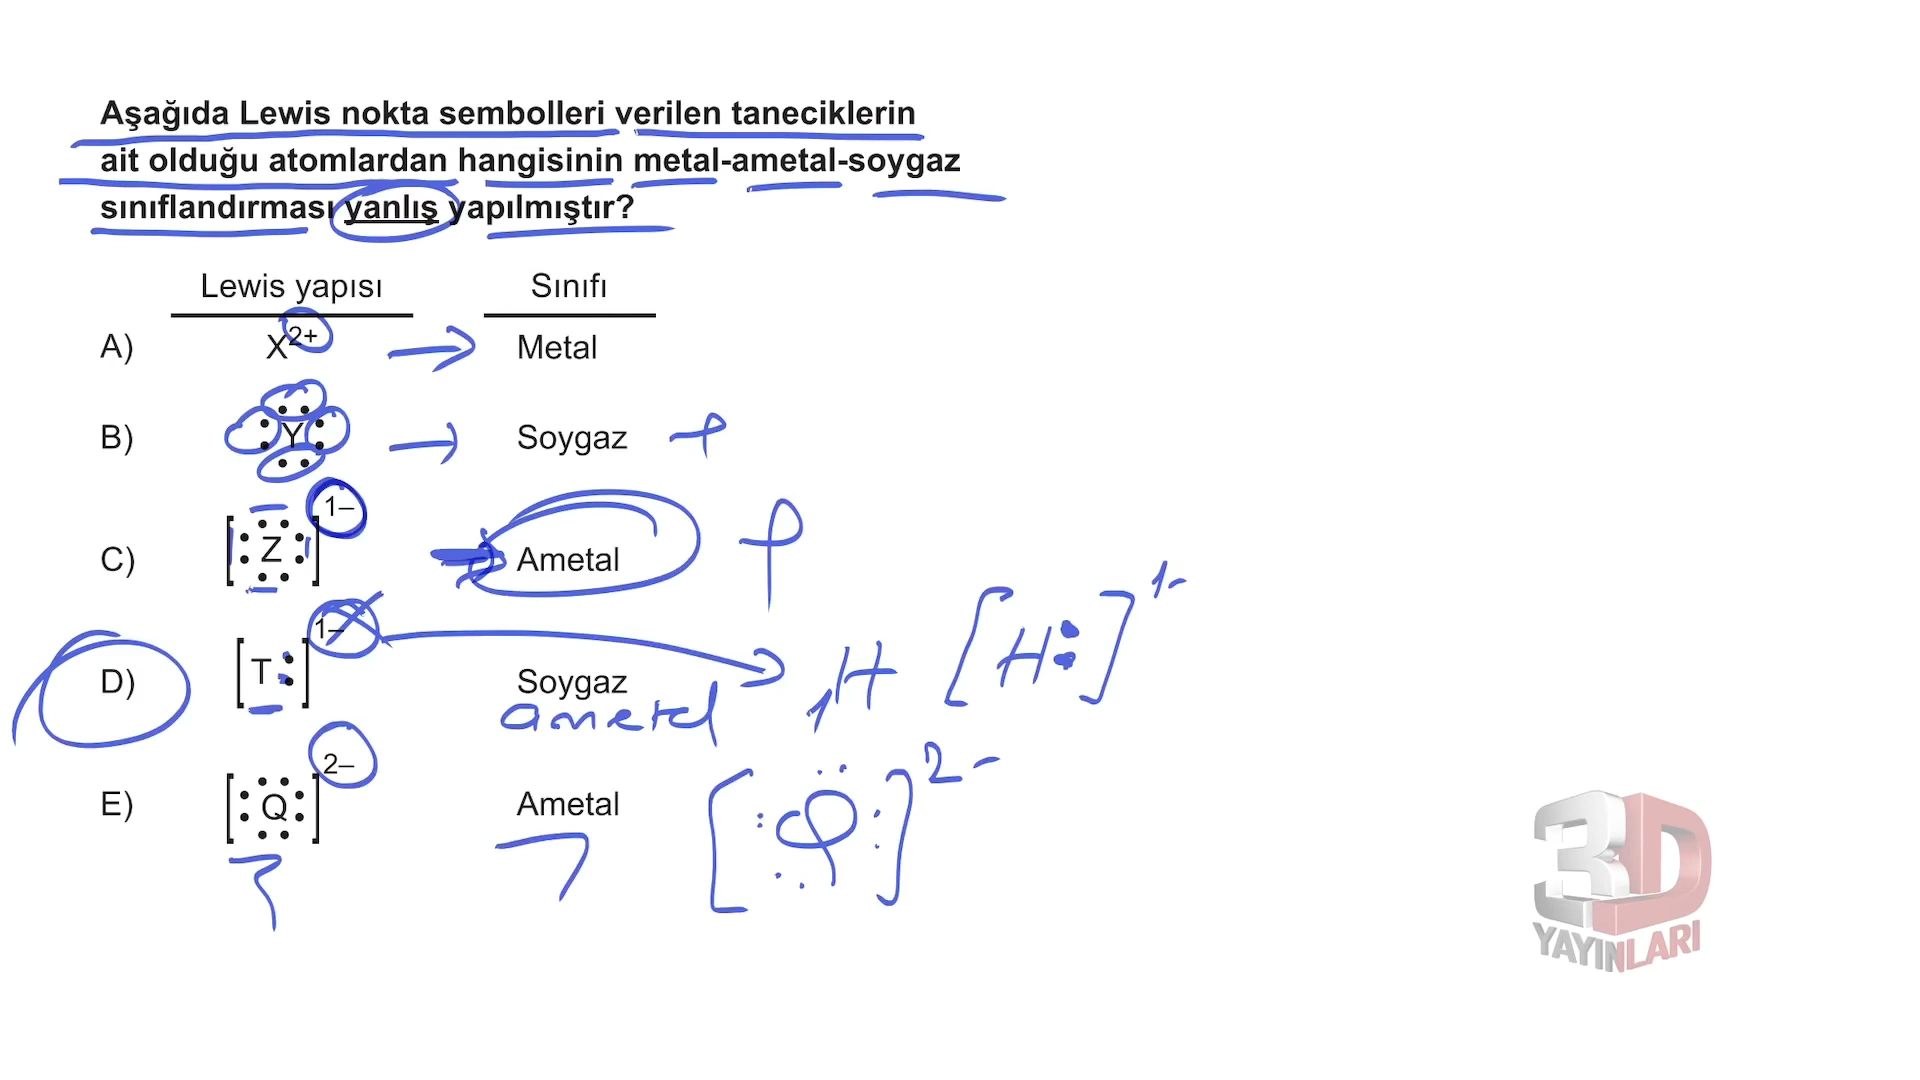 Aşağıda Lewis nokta sembolleri verilen taneciklerin
ait olduğu atomlardan hangisinin metal-ametal-soygaz
sınıflandırması yanlış yapılmıştır?
Lewis yapısı Sınıfı
A) X2+ Metal
B) Y Soygaz
C) [Z]1– Ametal
D) [T:]1– Soygaz 1H [H:]1-
ametal
E) [Q]2– Ametal [Q]2-
3D
YAYINLARI